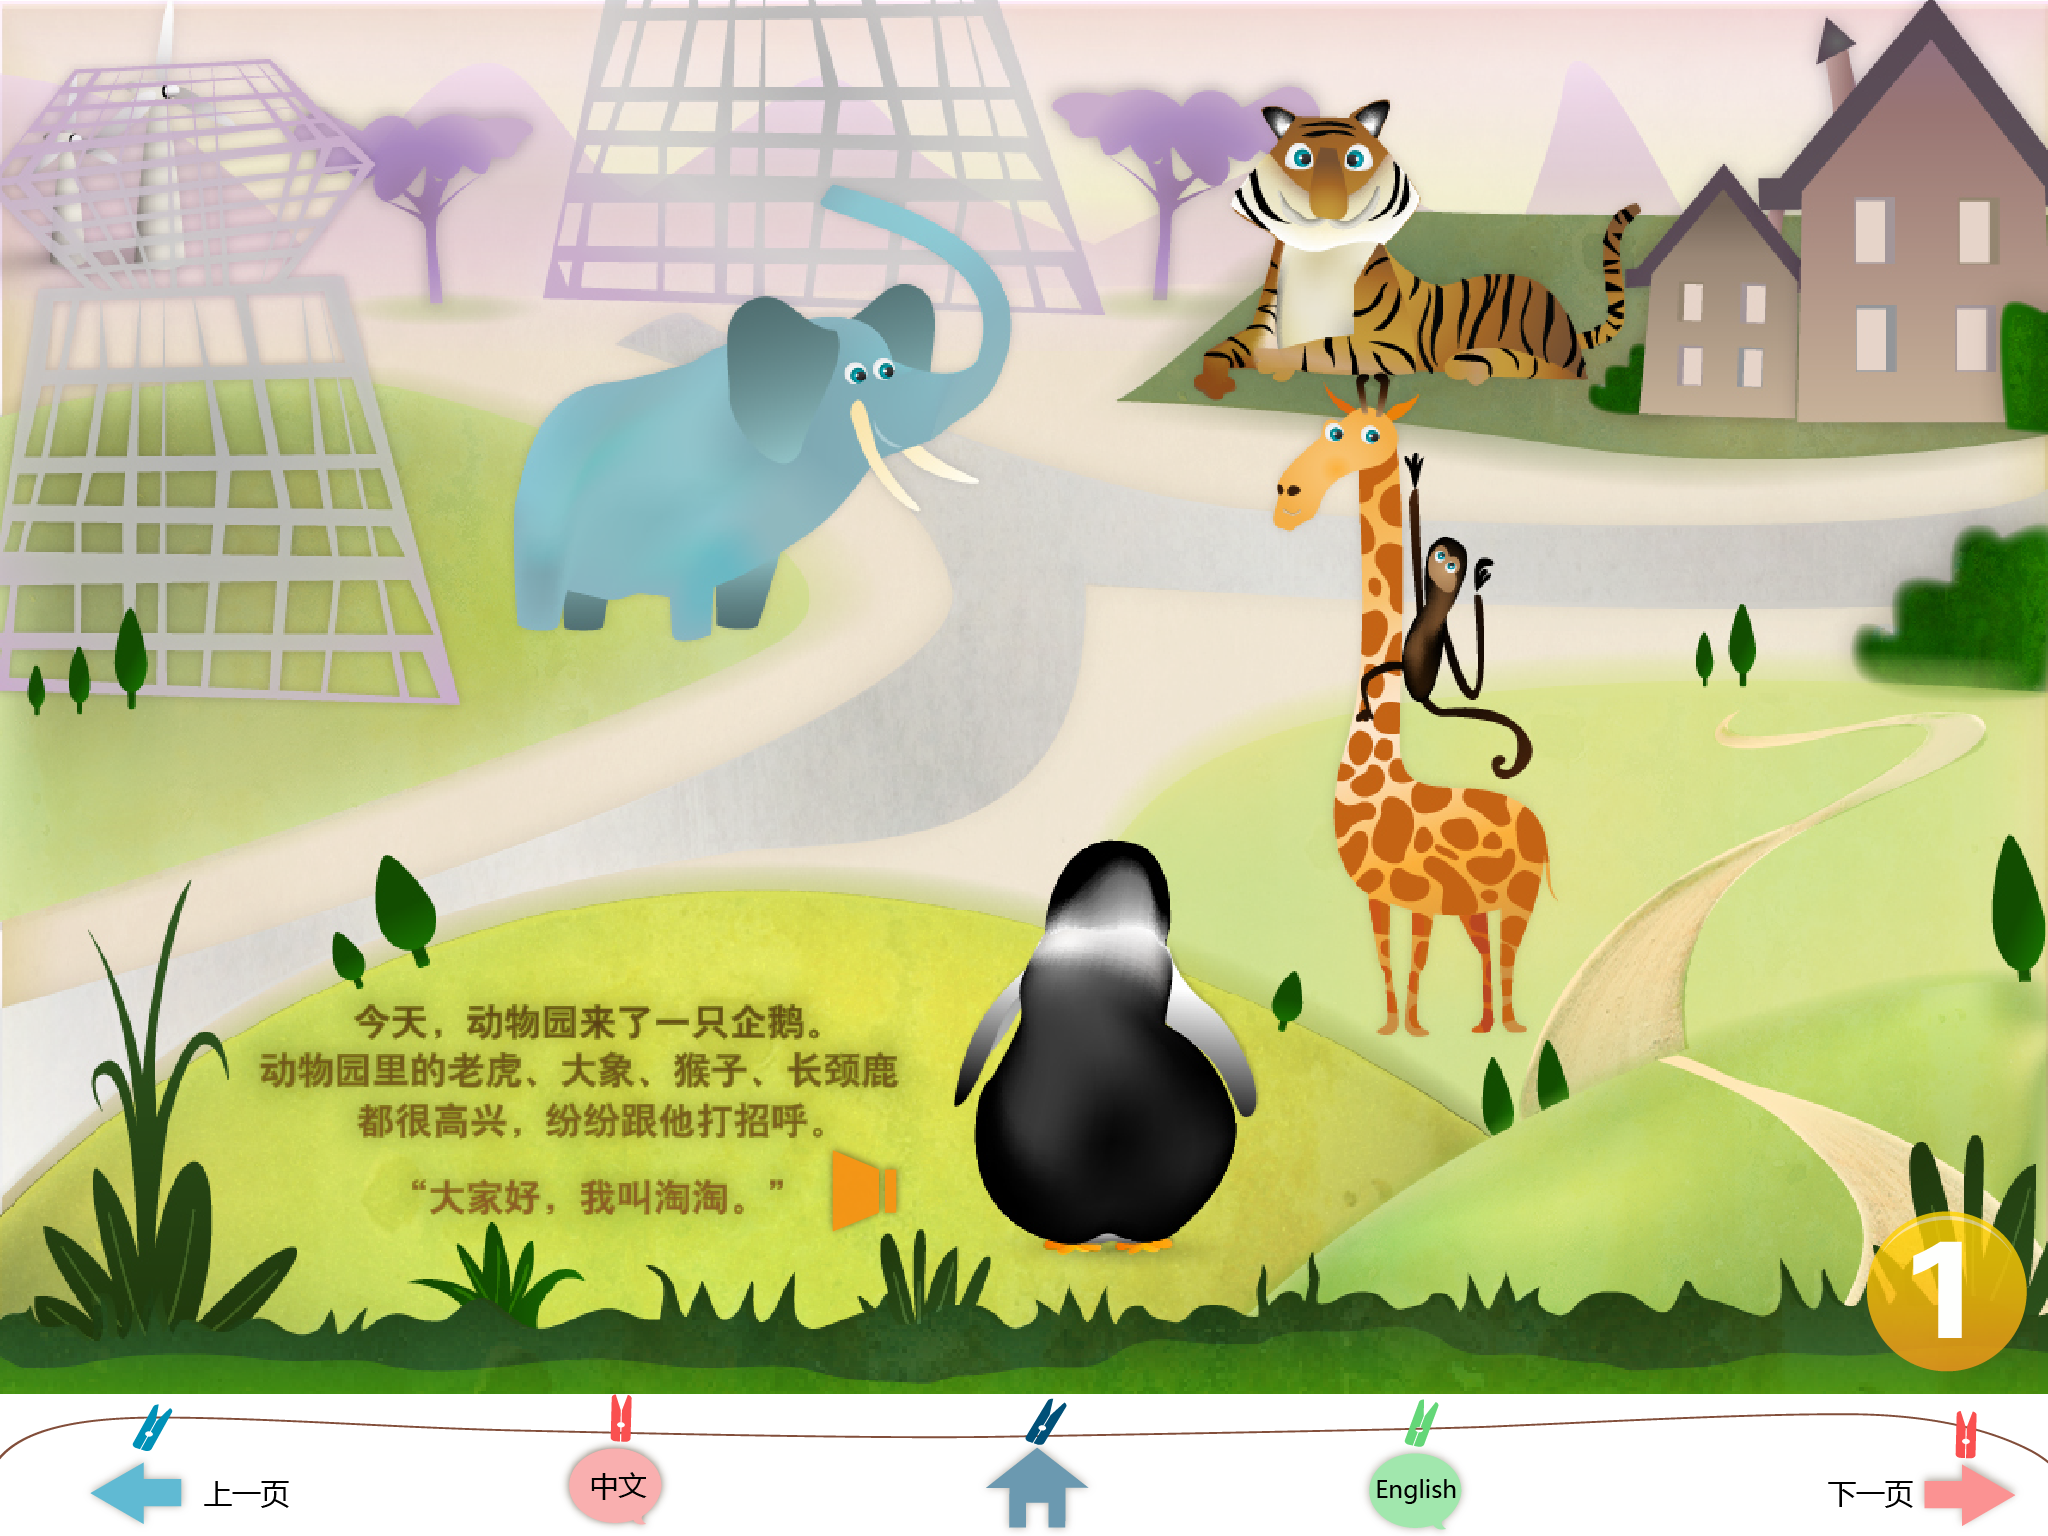 今天，动物园来了一只企鹅。
动物园里的老虎、大象、猴子、长颈鹿
都很高兴，纷纷跟他打招呼。
“大家好，我叫淘淘。”
1
上一页
中文
English
下一页